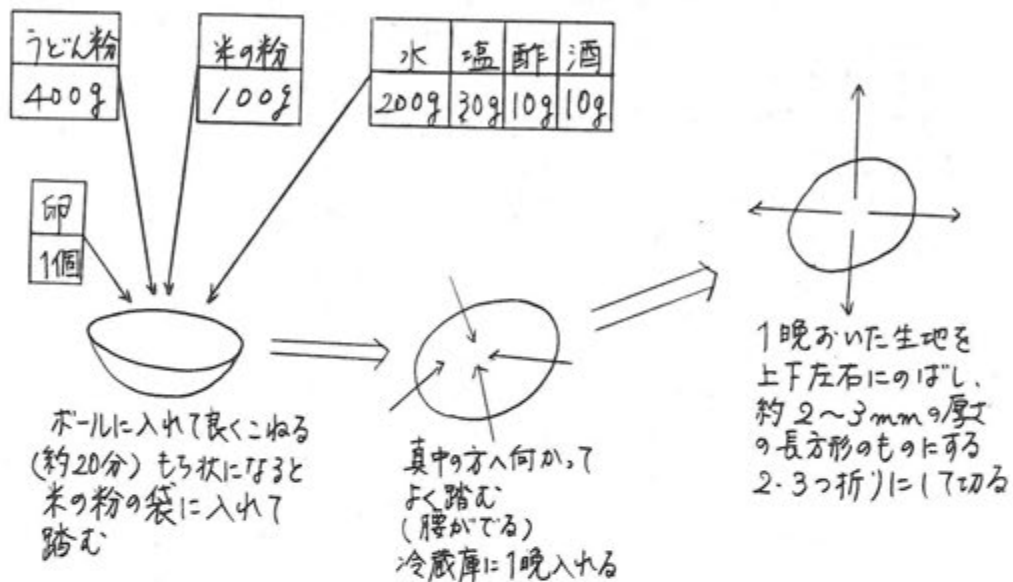 うどん粉
400g
米の粉
100g
水 塩 酢 酒
200g 30g 10g 10g
卵
1個
ボールに入れて良くこねる
(約20分)もち状になると
米の粉の袋に入れて
踏む
真中の方へ向かって
よく踏む
(腰がでる)
冷蔵庫に1晩入れる
1晩おいた生地を
上下左右にのばし、
約2〜3mmの厚さ
の長方形のものにする
2・3つ折りにして切る